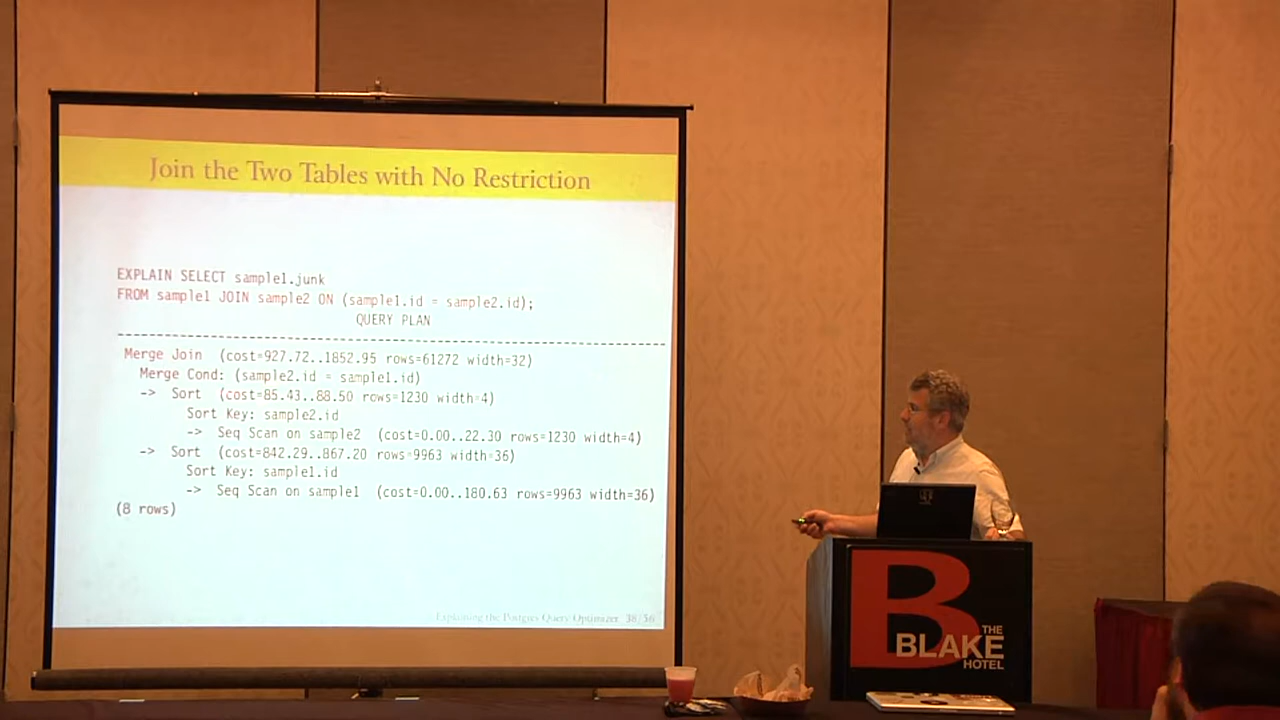 Join the Two Tables with No Restriction
EXPLAIN SELECT sample1.junk
FROM sample1 JOIN sample2 ON (sample1.id = sample2.id);
QUERY PLAN
---------------------------------------------------------------------
Merge Join (cost=927.72..1852.95 rows=61272 width=32)
Merge Cond: (sample2.id = sample1.id)
-> Sort (cost=85.43..88.50 rows=1230 width=4)
Sort Key: sample2.id
-> Seq Scan on sample2 (cost=0.00..22.30 rows=1230 width=4)
-> Sort (cost=842.29..867.20 rows=9963 width=36)
Sort Key: sample1.id
-> Seq Scan on sample1 (cost=0.00..180.63 rows=9963 width=36)
(8 rows)
Explaining the Postgres Query Optimizer 38/56
B
THE
BLAKE
HOTEL